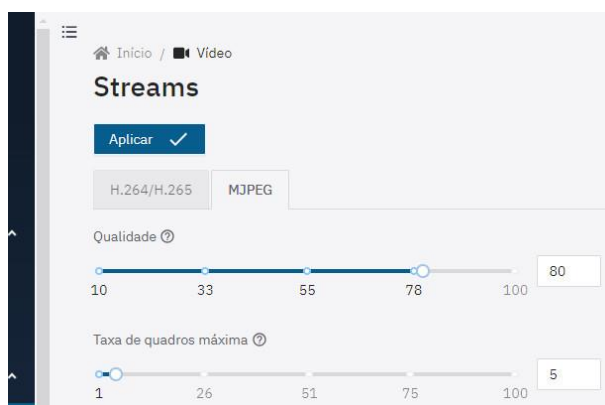 Início / Vídeo
Streams
Aplicar
H.264/H.265 MJPEG
Qualidade
80
10 33 55 78 100
Taxa de quadros máxima
5
1 26 51 75 100